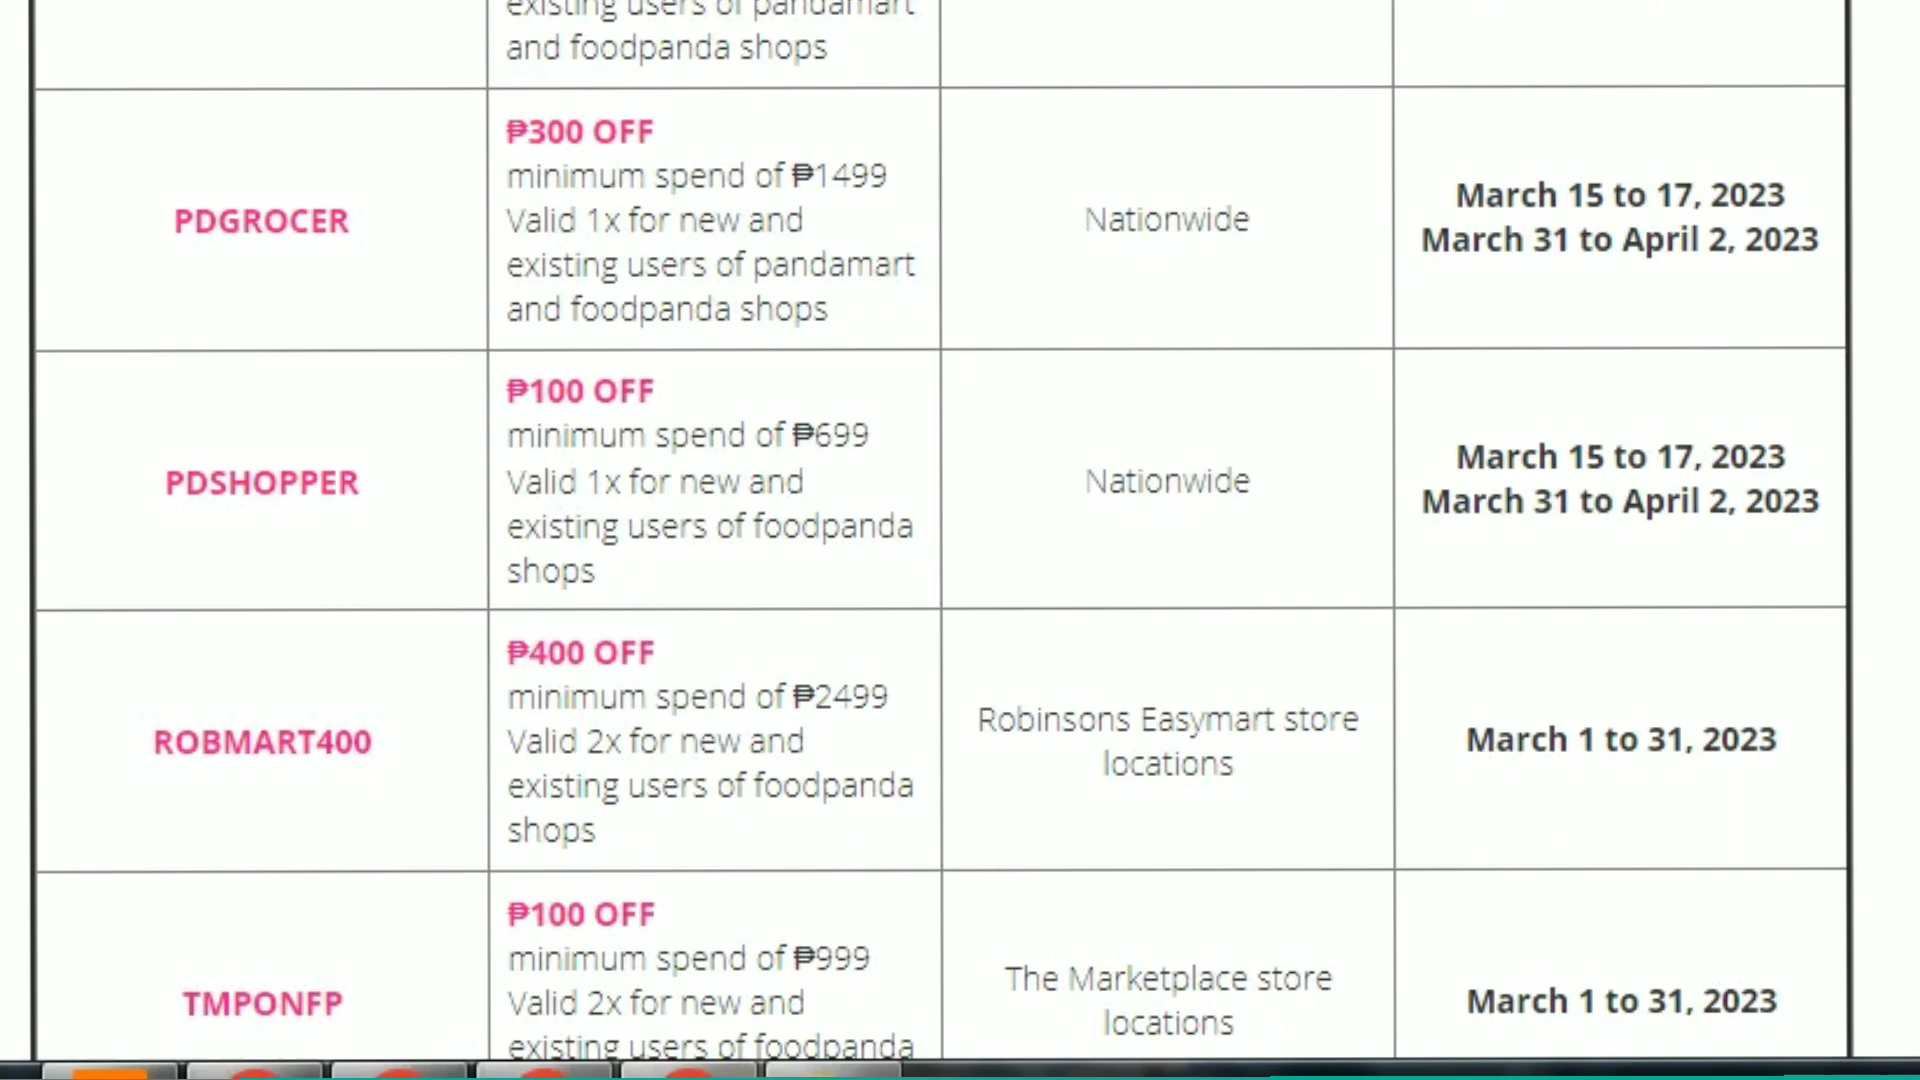 existing users of pandamart
and foodpanda shops
PDGROCER
₱300 OFF
minimum spend of ₱1499
Valid 1x for new and
existing users of pandamart
and foodpanda shops
Nationwide
March 15 to 17, 2023
March 31 to April 2, 2023
PDSHOPPER
₱100 OFF
minimum spend of ₱699
Valid 1x for new and
existing users of foodpanda
shops
Nationwide
March 15 to 17, 2023
March 31 to April 2, 2023
ROBMART400
₱400 OFF
minimum spend of ₱2499
Valid 2x for new and
existing users of foodpanda
shops
Robinsons Easymart store
locations
March 1 to 31, 2023
TMPONFP
₱100 OFF
minimum spend of ₱999
Valid 2x for new and
existing users of foodpanda
The Marketplace store
locations
March 1 to 31, 2023